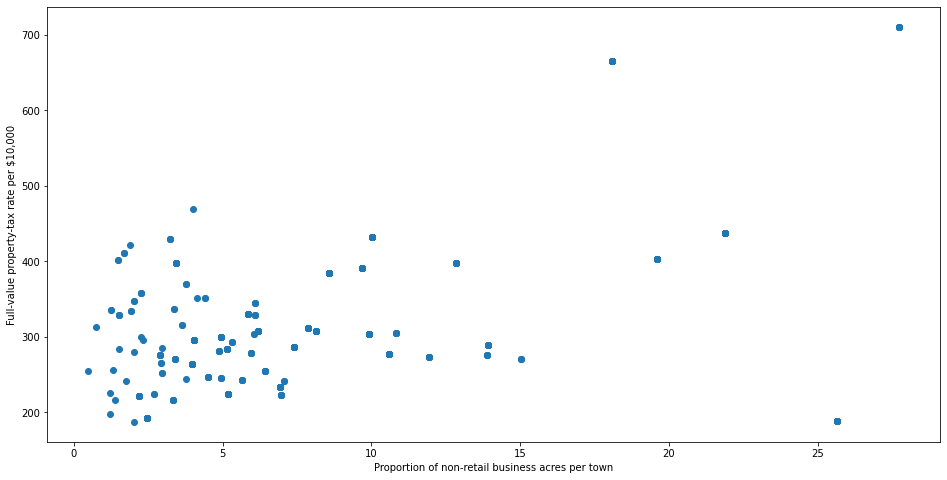 700
600
500
400
300
200
Full-value property-tax rate per $10,000
0 5 10 15 20 25
Proportion of non-retail business acres per town